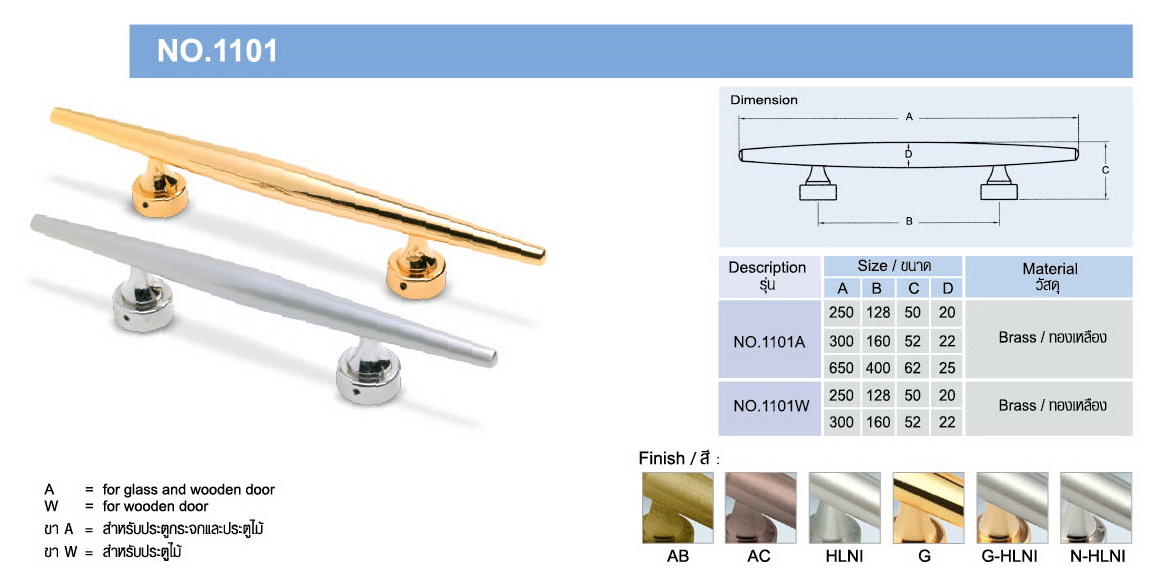 NO.1101
Dimension
A
D
C
B
Description
รุ่น
Size / ขนาด
Material
วัสดุ
A B C D
NO.1101A
250 128 50 20
300 160 52 22
650 400 62 25
Brass / ทองเหลือง
NO.1101W
250 128 50 20
300 160 52 22
Brass / ทองเหลือง
Finish / สี :
AB AC HLNI G G-HLNI N-HLNI
A = for glass and wooden door
W = for wooden door
ขา A = สำหรับประตูกระจกและประตูไม้
ขา W = สำหรับประตูไม้